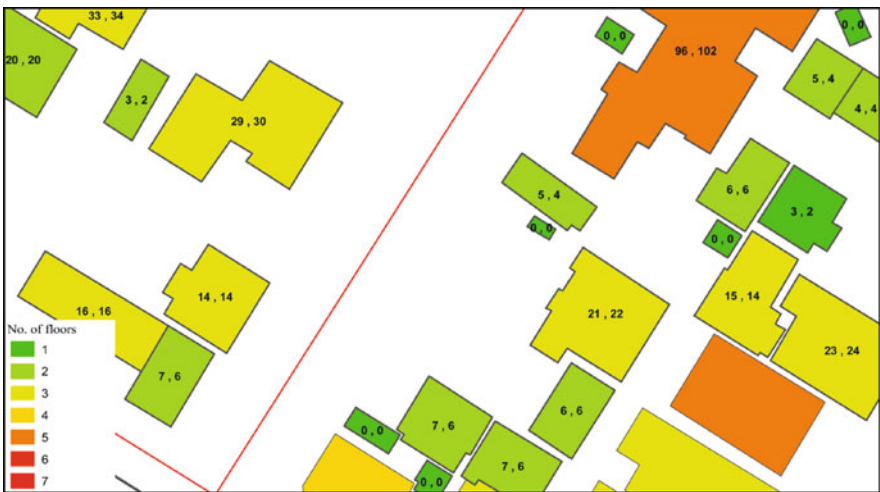 33 , 34
0 , 0
0 , 0
20 , 20
96 , 102
5 , 4
3 , 2
4 , 4
29 , 30
5 , 4
6 , 6
3 , 2
0 , 0
0 , 0
14 , 14
15 , 14
16 , 16
21 , 22
No. of floors
1
2
3
4
5
6
7
23 , 24
7 , 6
6 , 6
7 , 6
0 , 0
7 , 6
0 , 0